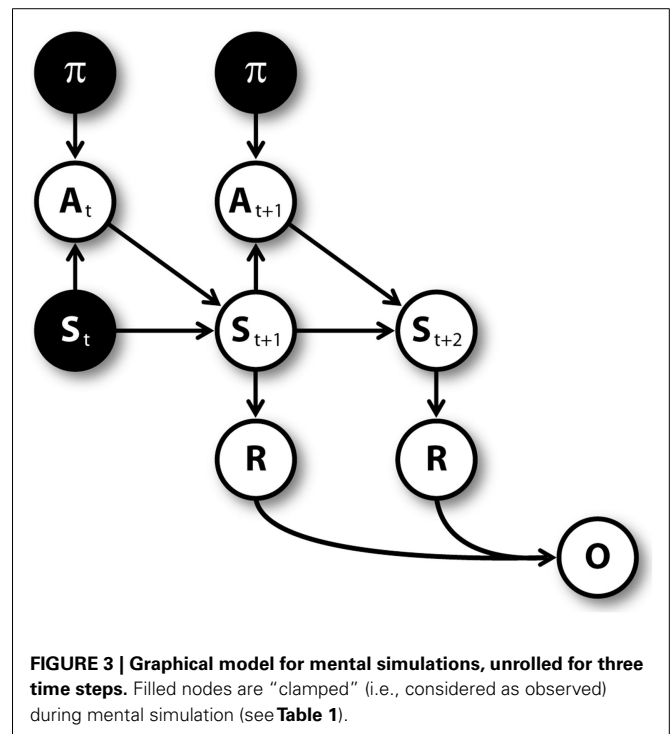 π π
A t A t+1
S t S t+1 S t+2
R R
O
FIGURE 3 | Graphical model for mental simulations, unrolled for three
time steps. Filled nodes are “clamped” (i.e., considered as observed)
during mental simulation (see Table 1).